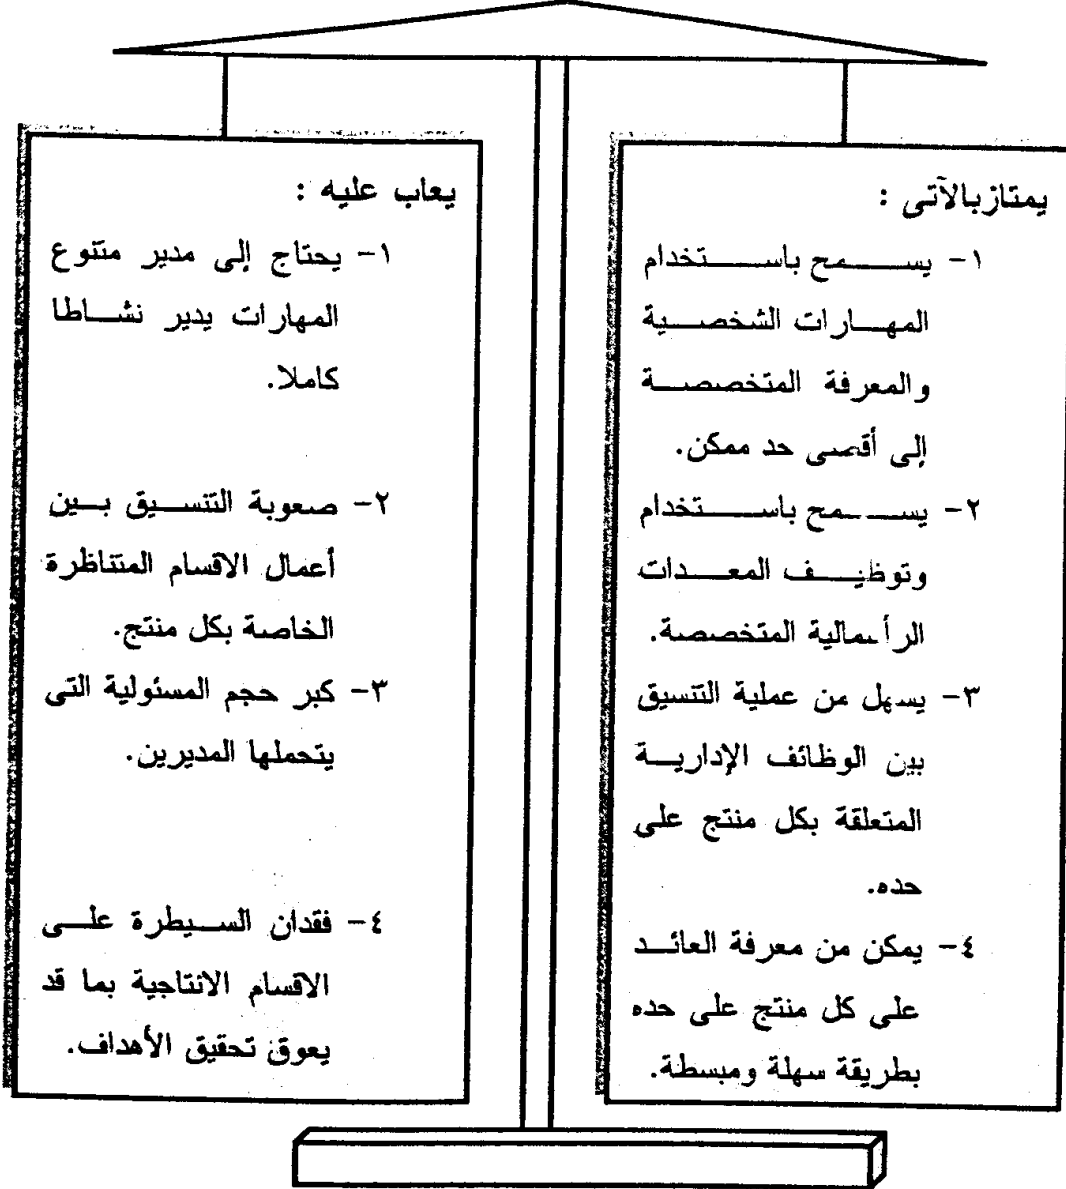 يمتاز بالآتى :
١- يسمح باستخدام
المهارات الشخصية
والمعرفة المتخصصة
إلى أقصى حد ممكن.
٢- يسمح باستخدام
وتوظيف المعدات
الرأسمالية المتخصصة.
٣- يسهل من عملية التنسيق
بين الوظائف الإدارية
المتعلقة بكل منتج على
حده.
٤- يمكن من معرفة العائد
على كل منتج على حده
بطريقة سهلة ومبسطة.
يعاب عليه :
١- يحتاج إلى مدير متنوع
المهارات يدير نشاطا
كاملا.
٢- صعوبة التنسيق بين
أعمال الاقسام المتناظرة
الخاصة بكل منتج.
٣- كبر حجم المسئولية التى
يتحملها المديرين.
٤- فقدان السيطرة على
الاقسام الانتاجية بما قد
يعوق تحقيق الأهداف.